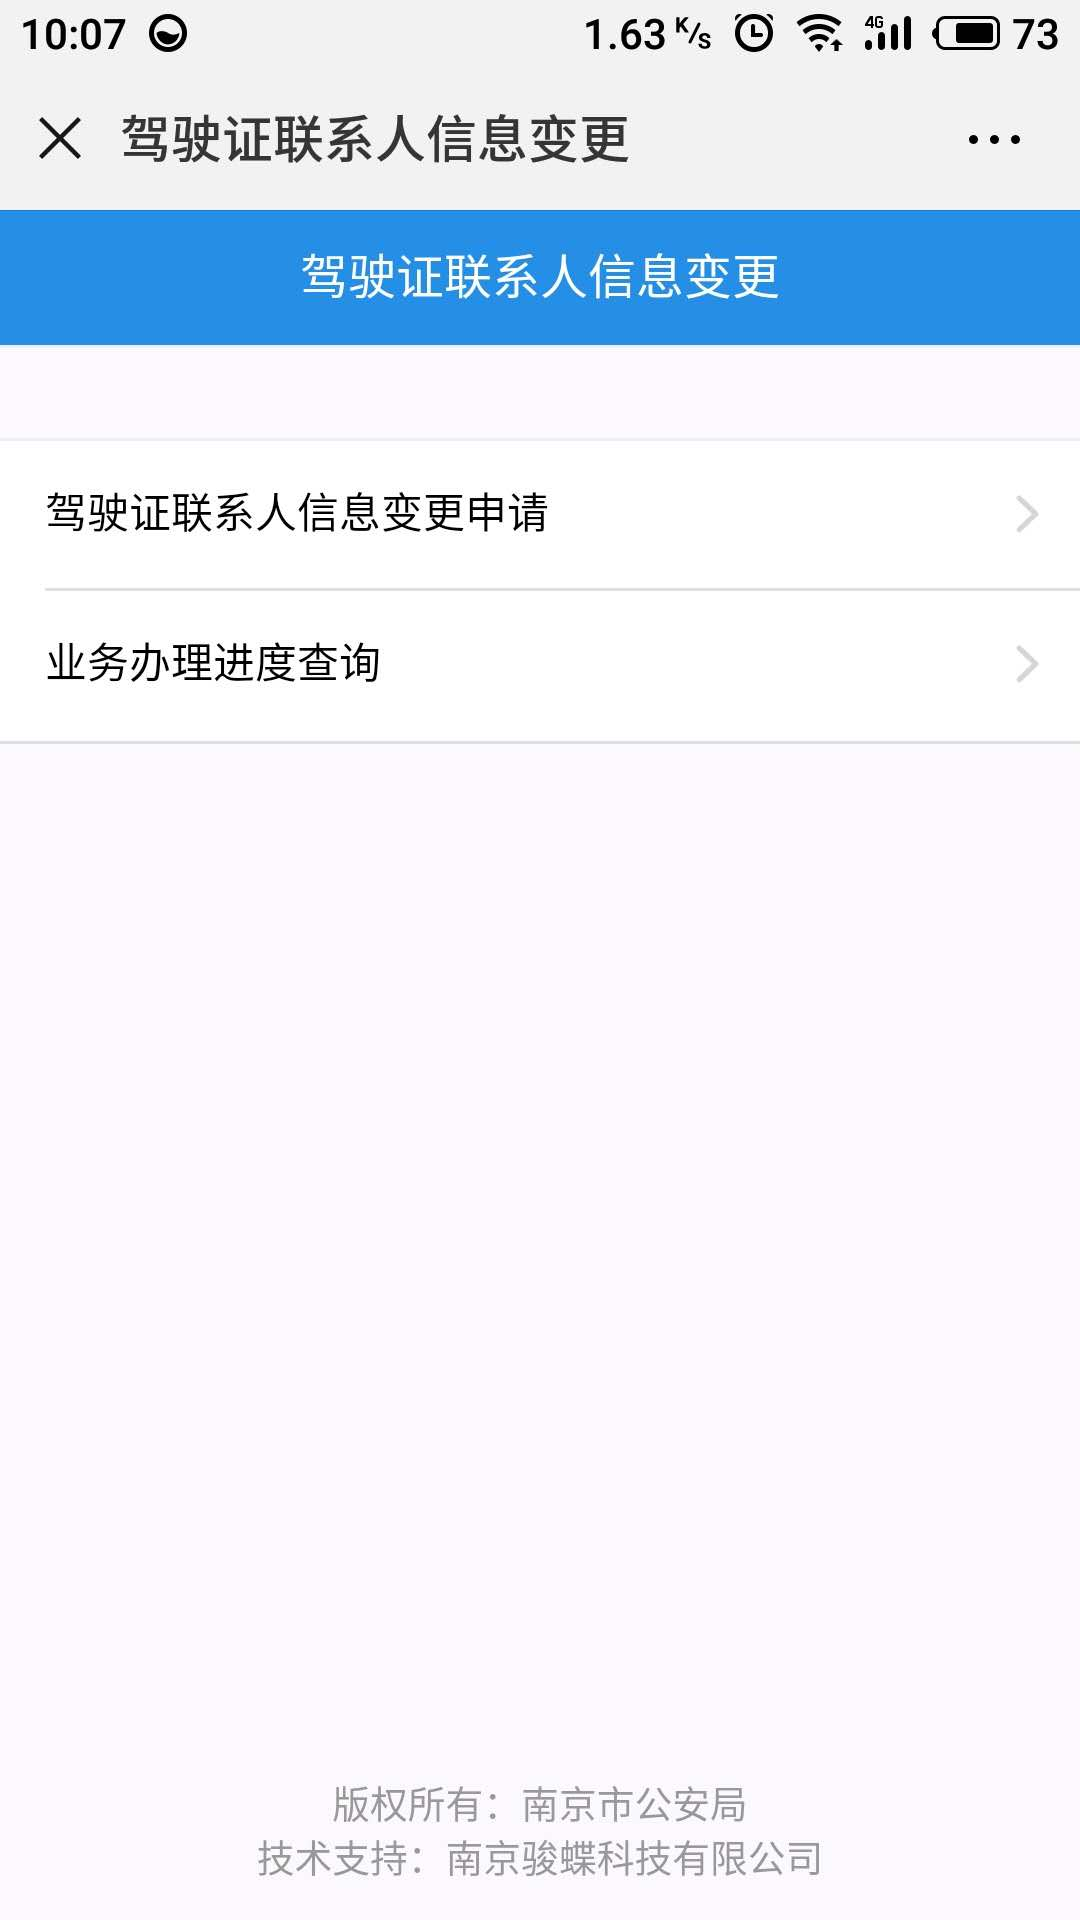 10:07 1.63 K/s 4G 73
驾驶证联系人信息变更
驾驶证联系人信息变更
驾驶证联系人信息变更申请
业务办理进度查询
版权所有：南京市公安局
技术支持：南京骏蝶科技有限公司